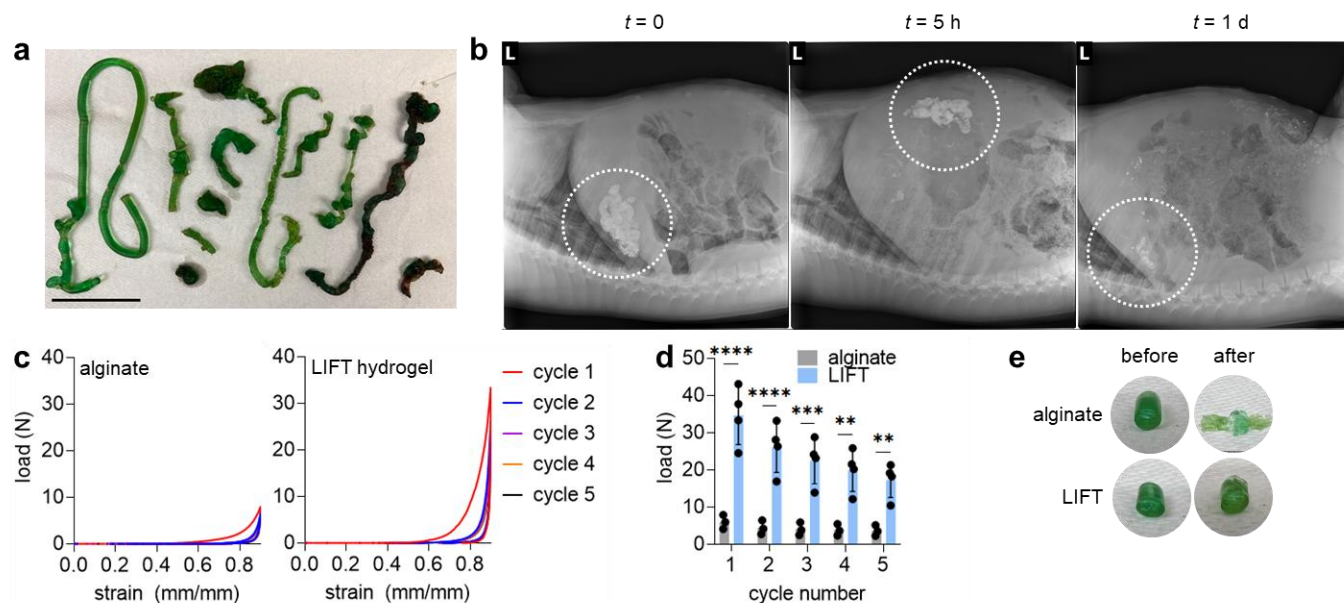 t = 0
t = 5 h
t = 1 d
a
b
L
L
L
c
alginate
load (N)
40
30
20
10
0
0.0 0.2 0.4 0.6 0.8
strain (mm/mm)
LIFT hydrogel
40
30
20
10
0
0.0 0.2 0.4 0.6 0.8
strain (mm/mm)
cycle 1
cycle 2
cycle 3
cycle 4
cycle 5
d
alginate
LIFT
**** **** *** ** **
load (N)
50
40
30
20
10
0
1 2 3 4 5
cycle number
e
before after
alginate
LIFT